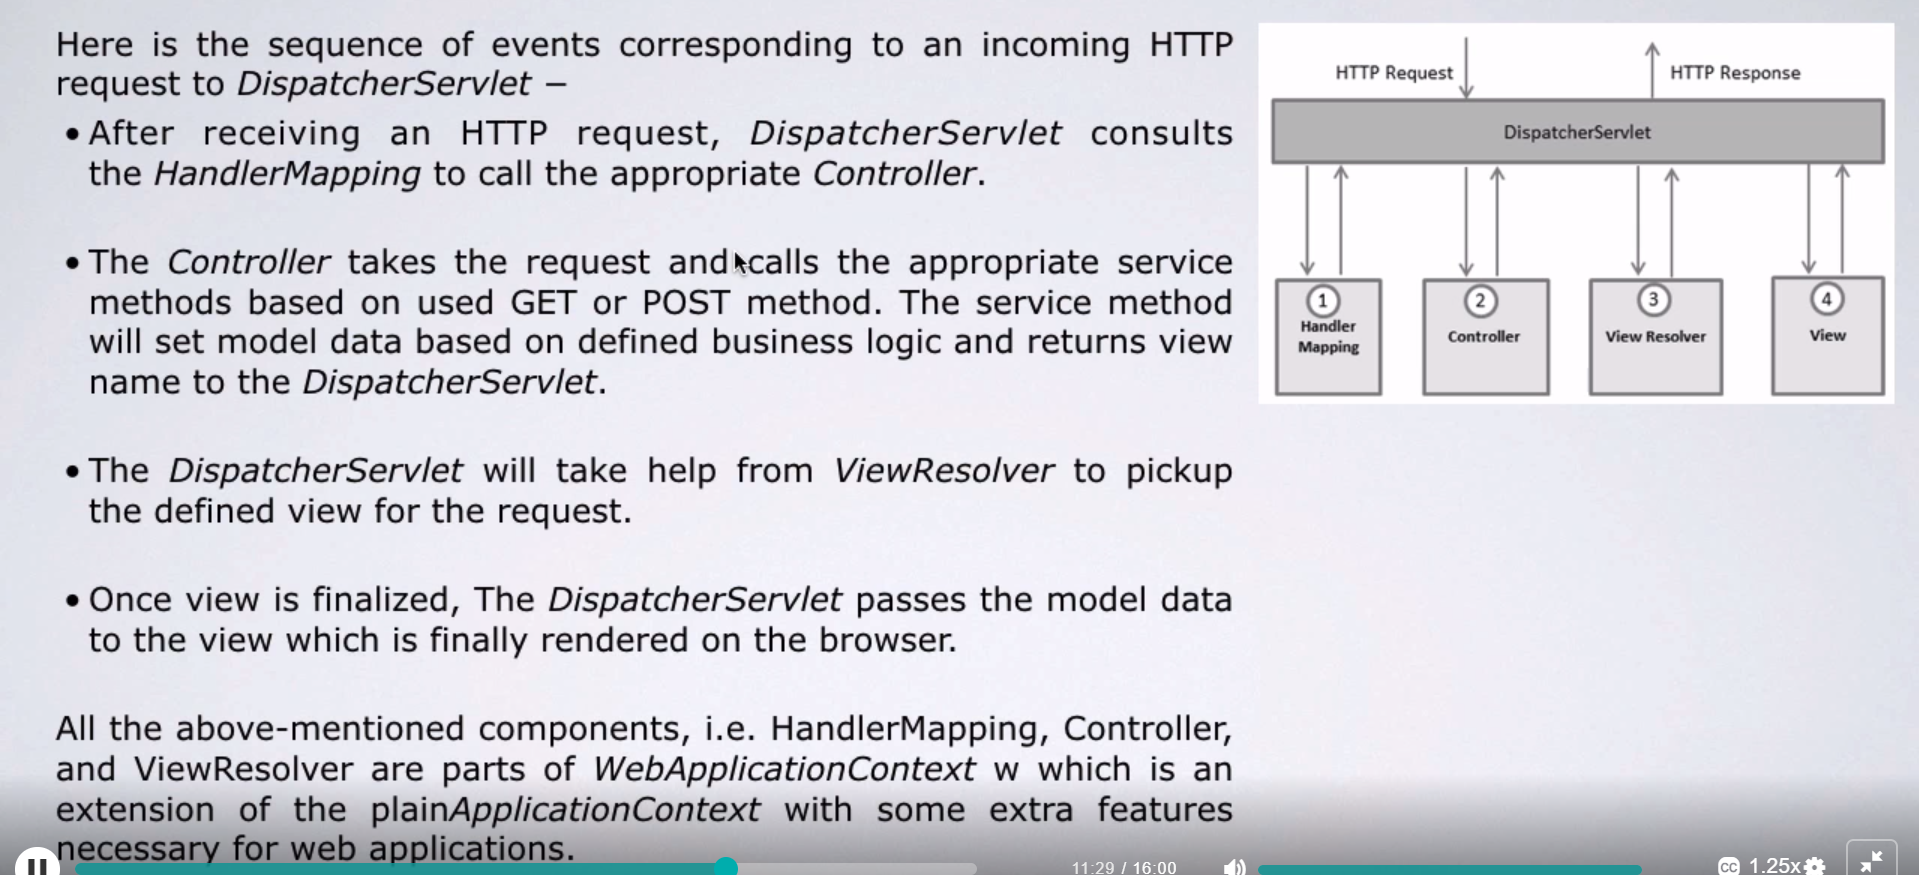 Here is the sequence of events corresponding to an incoming HTTP
request to DispatcherServlet –
• After receiving an HTTP request, DispatcherServlet consults
the HandlerMapping to call the appropriate Controller.
• The Controller takes the request and calls the appropriate service
methods based on used GET or POST method. The service method
will set model data based on defined business logic and returns view
name to the DispatcherServlet.
• The DispatcherServlet will take help from ViewResolver to pickup
the defined view for the request.
• Once view is finalized, The DispatcherServlet passes the model data
to the view which is finally rendered on the browser.
All the above-mentioned components, i.e. HandlerMapping, Controller,
and ViewResolver are parts of WebApplicationContext w which is an
extension of the plainApplicationContext with some extra features
necessary for web applications.
HTTP Request
HTTP Response
DispatcherServlet
1
Handler
Mapping
2
Controller
3
View Resolver
4
View
11:29 / 16:00
CC
1.25x